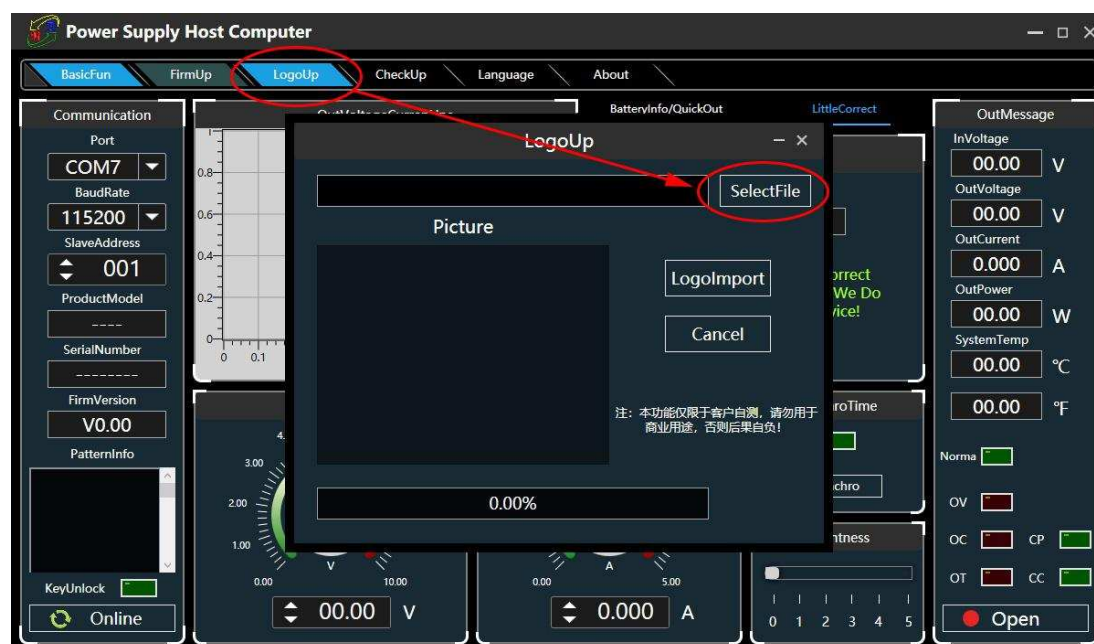 Power Supply Host Computer
BasicFun
FirmUp
LogoUp
CheckUp
Language
About
Communication
Port
COM7
BaudRate
115200
SlaveAddress
001
ProductModel
----
SerialNumber
--------
FirmVersion
V0.00
PatternInfo
KeyUnlock
Online
0.8
0.6
0.4
0.2
0
0 0.1
BatteryInfo/QuickOut
LittleCorrect
LogoUp
SelectFile
Picture
LogoImport
Cancel
注：本功能仅限于客户自测，请勿用于
商业用途，否则后果自负！
0.00%
We Do
3.00
2.00
1.00
0.00
V
10.00
00.00 V
0.00
A
5.00
0.000 A
0 1 2 3 4 5
OutMessage
InVoltage
00.00 V
OutVoltage
00.00 V
OutCurrent
0.000 A
OutPower
00.00 W
SystemTemp
00.00 ℃
00.00 ℉
Norma
OV
OC CP
OT CC
Open